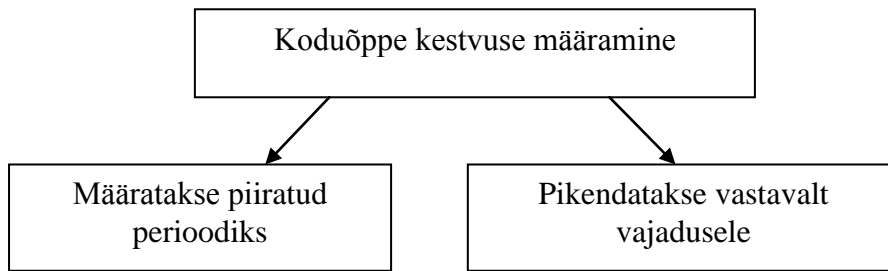 Koduõppe kestvuse määramine
Määratakse piiratud
perioodiks
Pikendatakse vastavalt
vajadusele